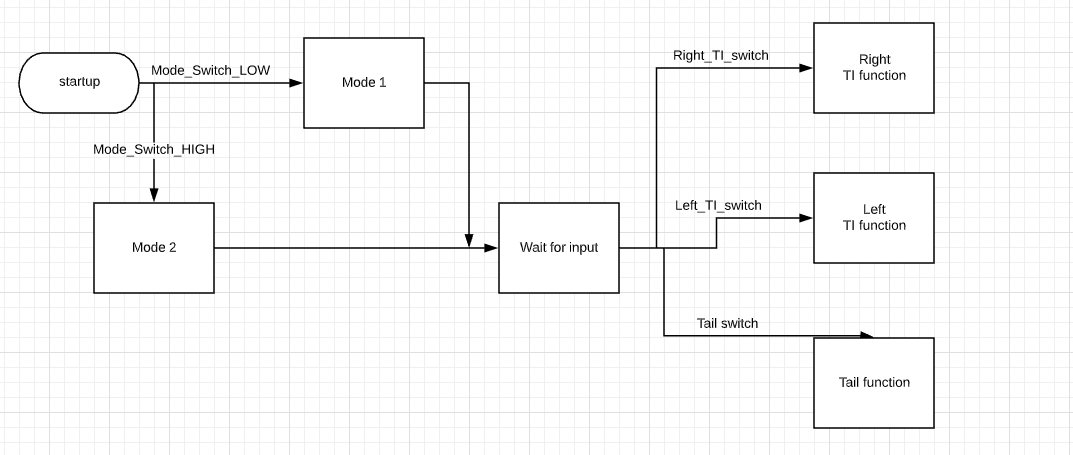 startup
Mode_Switch_LOW
Mode 1
Mode_Switch_HIGH
Mode 2
Wait for input
Right_TI_switch
Right
TI function
Left_TI_switch
Left
TI function
Tail switch
Tail function